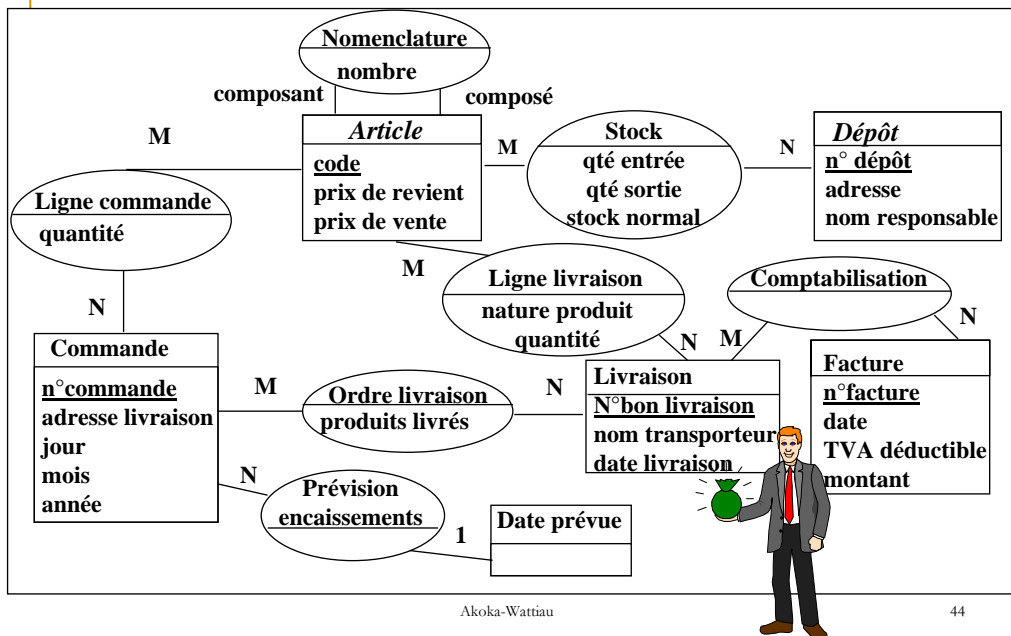 Nomenclature
nombre
composant
composé
M
Article
code
prix de revient
prix de vente
M
Stock
qté entrée
qté sortie
stock normal
N
Dépôt
n° dépôt
adresse
nom responsable
Ligne commande
quantité
N
M
Ligne livraison
nature produit
quantité
N
Comptabilisation
M
N
Commande
n°commande
adresse livraison
jour
mois
année
M
Ordre livraison
produits livrés
N
Livraison
N°bon livraison
nom transporteur
date livraison
Facture
n°facture
date
TVA déductible
montant
N
Prévision
encaissements
1
Date prévue
Akoka-Wattiau
44